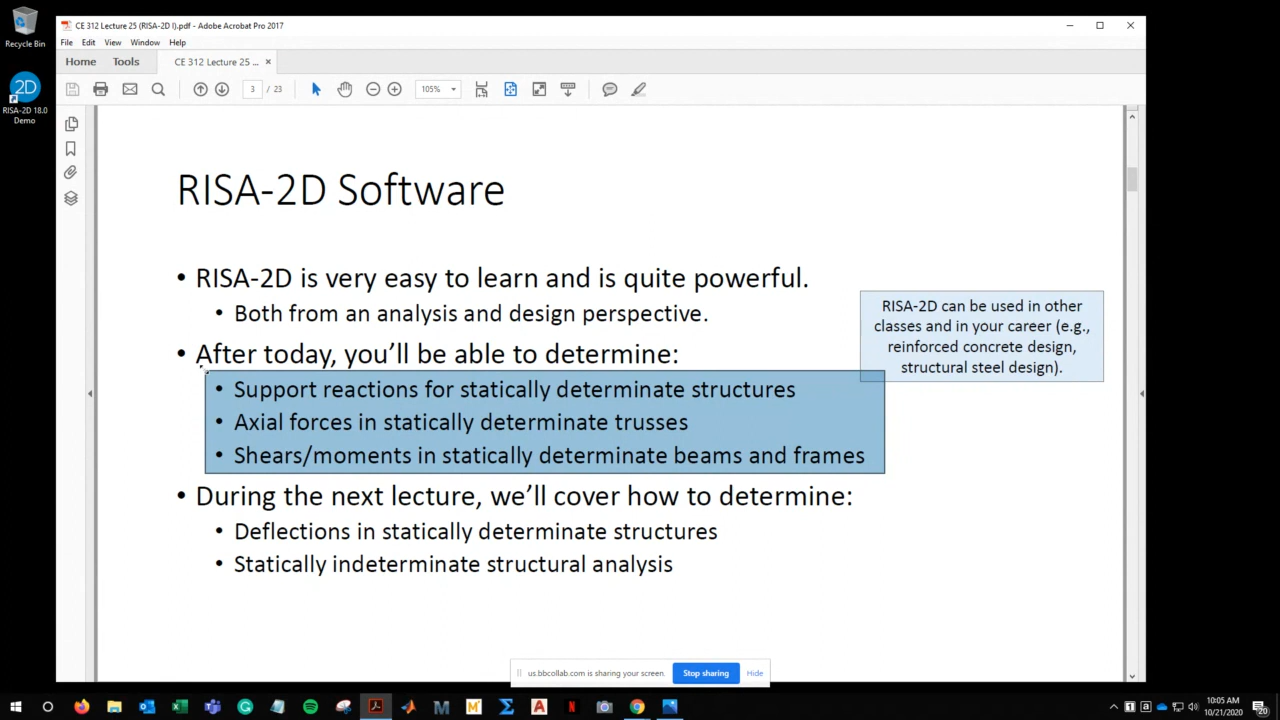 CE 312 Lecture 25 (RISA-2D I).pdf - Adobe Acrobat Pro 2017
File Edit View Window Help
Home Tools CE 312 Lecture 25 ... ×
3 / 23 105%
Recycle Bin
RISA-2D 18.0
Demo
2D
RISA-2D Software
• RISA-2D is very easy to learn and is quite powerful.
• Both from an analysis and design perspective.
RISA-2D can be used in other
classes and in your career (e.g.,
reinforced concrete design,
structural steel design).
• After today, you’ll be able to determine:
• Support reactions for statically determinate structures
• Axial forces in statically determinate trusses
• Shears/moments in statically determinate beams and frames
• During the next lecture, we’ll cover how to determine:
• Deflections in statically determinate structures
• Statically indeterminate structural analysis
us.bbcollab.com is sharing your screen. Stop sharing Hide
10:05 AM
10/21/2020
20